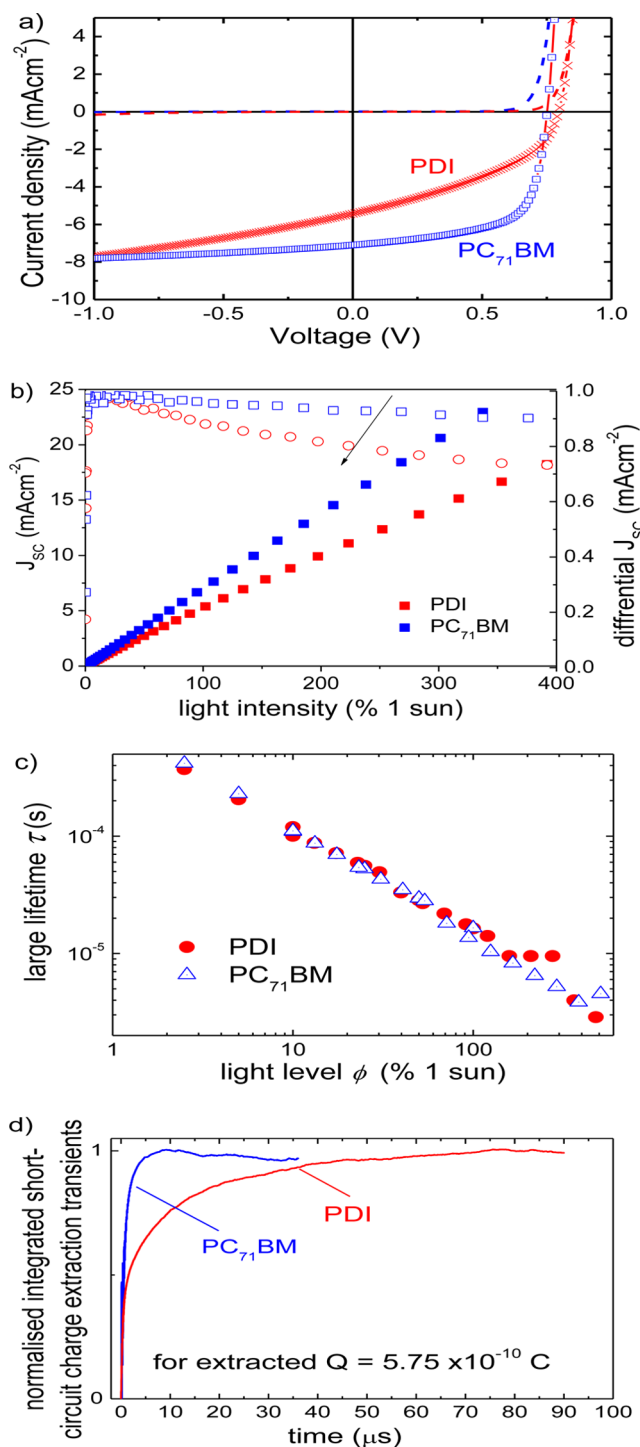 a)
4
2
0
-2
-4
-6
-8
-10
Current density (mAcm-2)
PDI
PC71BM
-1.0 -0.5 0.0 0.5 1.0
Voltage (V)
b)
25
20
15
10
5
0
JSC (mAcm-2)
1.0
0.8
0.6
0.4
0.2
0.0
diffrential JSC (mAcm-2)
PDI
PC71BM
0 100 200 300 400
light intensity (% 1 sun)
c)
10-4
10-5
large lifetime τ(s)
PDI
PC71BM
1 10 100
light level ϕ (% 1 sun)
d)
1
0
normalised integrated short-
circuit charge extraction transients
PC71BM
PDI
for extracted Q = 5.75 x10-10 C
0 10 20 30 40 50 60 70 80 90 100
time (μs)